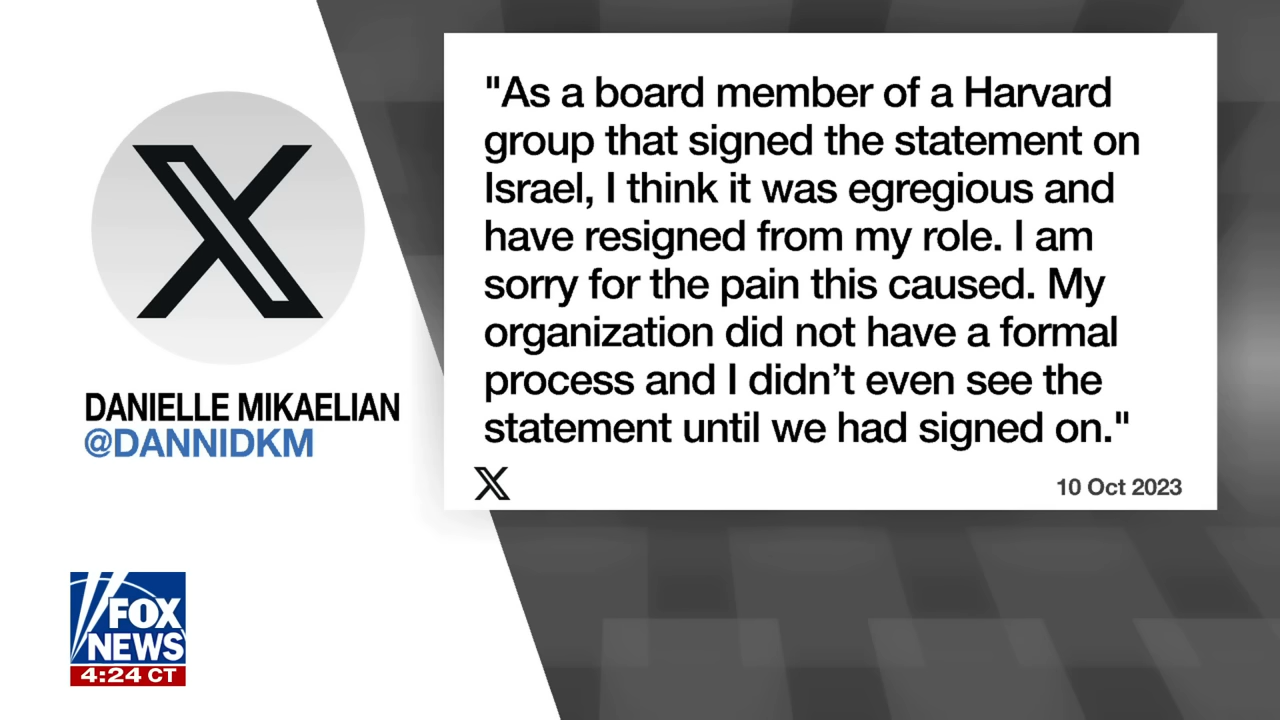 "As a board member of a Harvard
group that signed the statement on
Israel, I think it was egregious and
have resigned from my role. I am
sorry for the pain this caused. My
organization did not have a formal
process and I didn’t even see the
statement until we had signed on."
10 Oct 2023
DANIELLE MIKAELIAN
@DANNIDKM
FOX
NEWS
4:24 CT